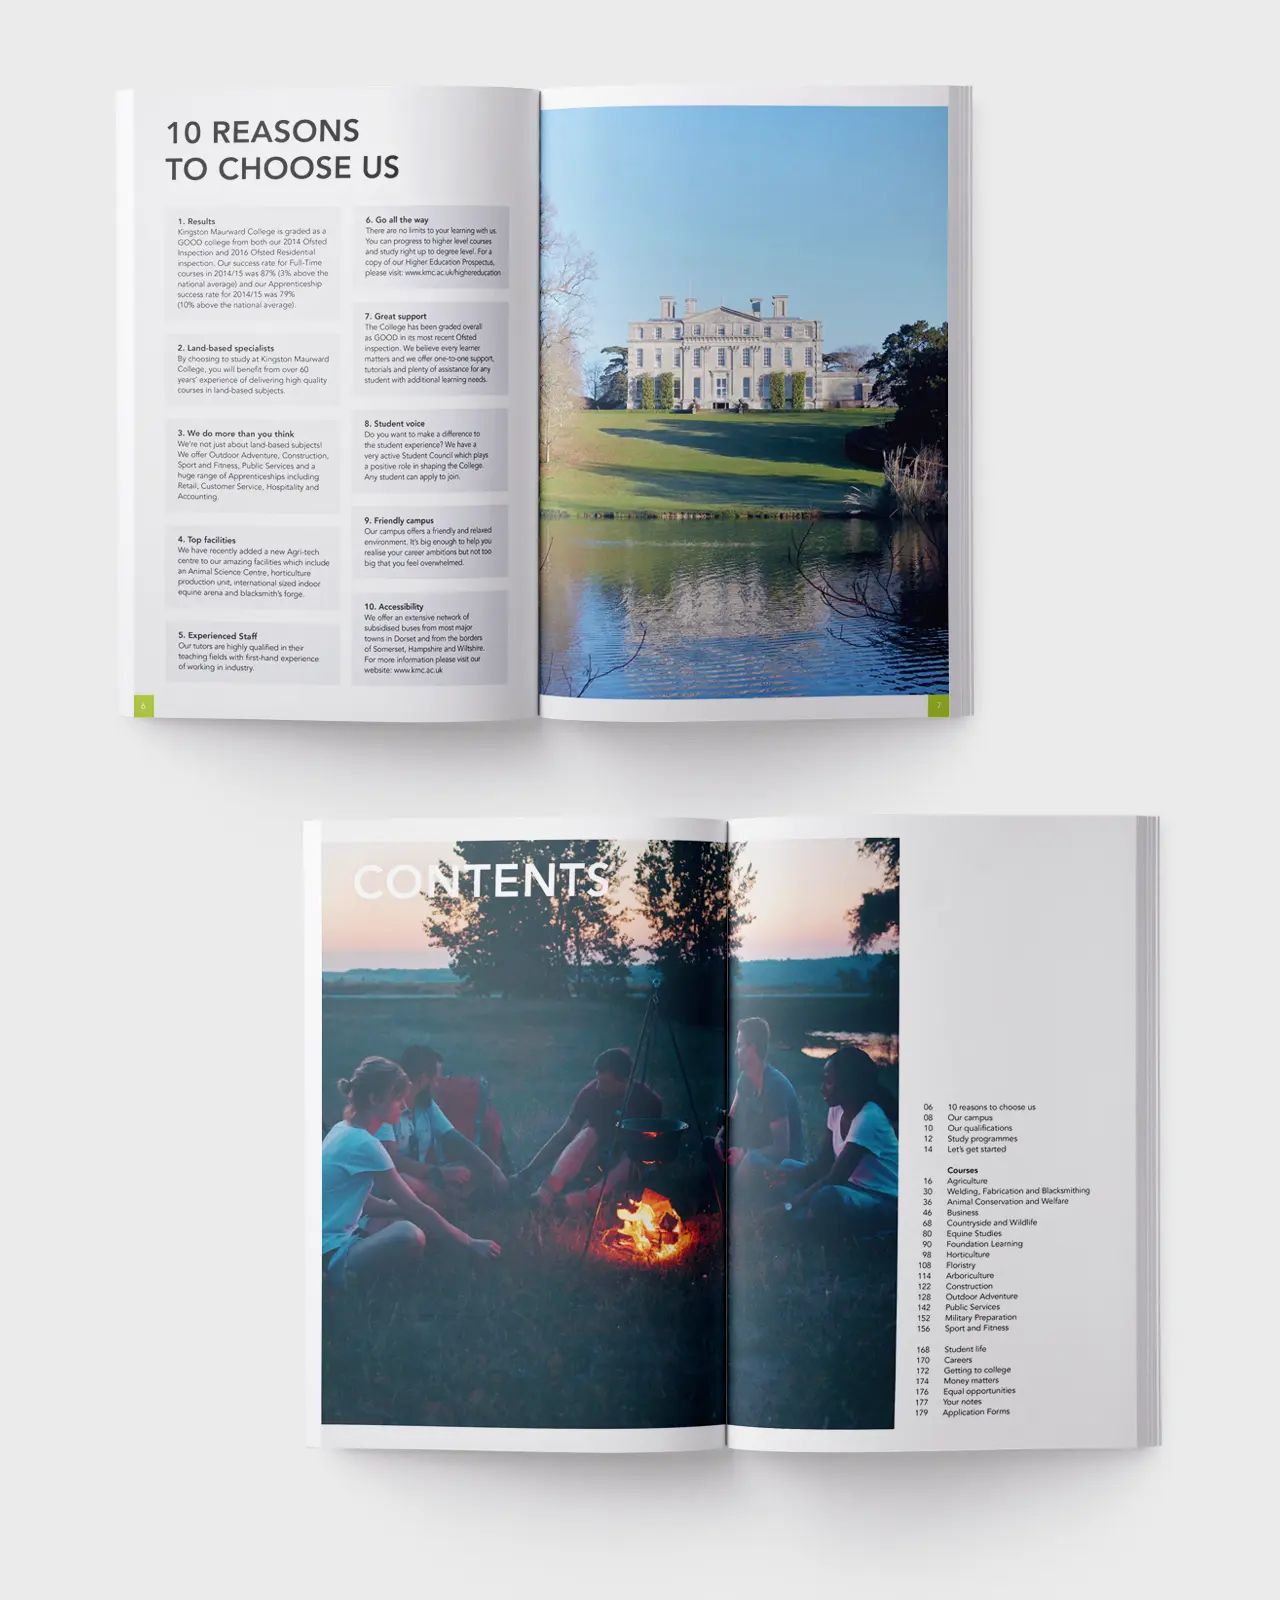 10 REASONS
TO CHOOSE US
1. Results
Kingston Maurward College is graded as a
GOOD college from both our 2014 Ofsted
Inspection and 2016 Ofsted Residential
inspection. Our success rate for Full-Time
courses in 2014/15 was 87% (3% above the
national average) and our Apprenticeship
success rate for 2014/15 was 79%
(10% above the national average).
2. Land-based specialists
By choosing to study at Kingston Maurward
College, you will benefit from over 60
years' experience of delivering high quality
courses in land-based subjects.
3. We do more than you think
We're not just about land-based subjects!
We offer Outdoor Adventure, Construction,
Sport and Fitness, Public Services and a
huge range of Apprenticeships including
Retail, Customer Service, Hospitality and
Accounting.
4. Top facilities
We have recently added a new Agri-tech
centre to our amazing facilities which include
an Animal Science Centre, horticulture
production unit, international sized indoor
equine arena and blacksmith's forge.
5. Experienced Staff
Our tutors are highly qualified in their
teaching fields with first-hand experience
of working in industry.
6. Go all the way
There are no limits to your learning with us.
You can progress to higher level courses
and study right up to degree level. For a
copy of our Higher Education Prospectus,
please visit: www.kmc.ac.uk/highereducation
7. Great support
The College has been graded overall
as GOOD in its most recent Ofsted
inspection. We believe every learner
matters and we offer one-to-one support,
tutorials and plenty of assistance for any
student with additional learning needs.
8. Student voice
Do you want to make a difference to
the student experience? We have a
very active Student Council which plays
a positive role in shaping the College.
Any student can apply to join.
9. Friendly campus
Our campus offers a friendly and relaxed
environment. It's big enough to help you
realise your career ambitions but not too
big that you feel overwhelmed.
10. Accessibility
We offer an extensive network of
subsidised buses from most major
towns in Dorset and from the borders
of Somerset, Hampshire and Wiltshire.
For more information please visit our
website: www.kmc.ac.uk
6
7
CONTENTS
06 10 reasons to choose us
08 Our campus
10 Our qualifications
12 Study programmes
14 Let's get started
Courses
16 Agriculture
30 Welding, Fabrication and Blacksmithing
36 Animal Conservation and Welfare
46 Business
68 Countryside and Wildlife
80 Equine Studies
90 Foundation Learning
98 Horticulture
108 Floristry
114 Arboriculture
122 Construction
128 Outdoor Adventure
142 Public Services
152 Military Preparation
156 Sport and Fitness
168 Student life
170 Careers
172 Getting to college
174 Money matters
176 Equal opportunities
177 Your notes
179 Application Forms